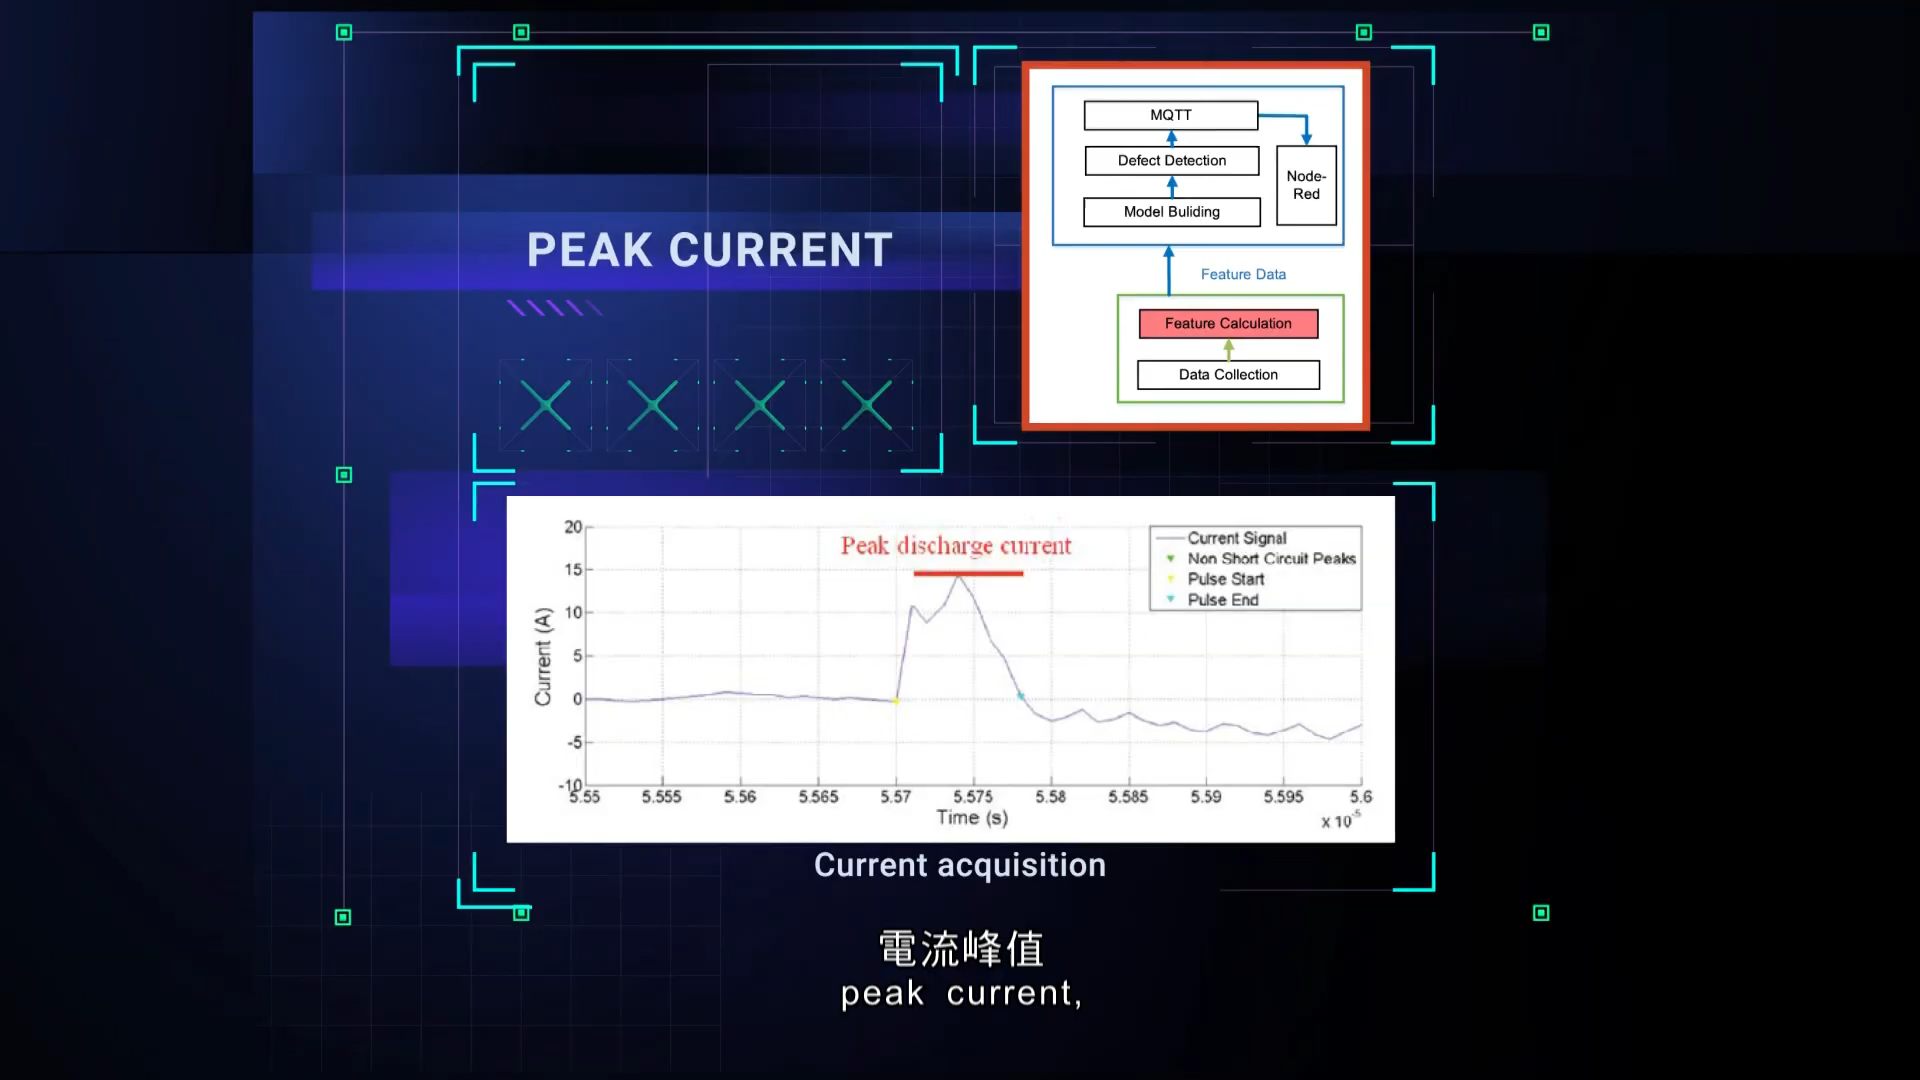 PEAK CURRENT
MQTT
Defect Detection
Model Buliding
Node-
Red
Feature Data
Feature Calculation
Data Collection
Peak discharge current
Current Signal
Non Short Circuit Peaks
Pulse Start
Pulse End
20
15
10
5
0
-5
-10
Current (A)
5.55 5.555 5.56 5.565 5.57 5.575 5.58 5.585 5.59 5.595 5.6
Time (s)
x 10-5
Current acquisition
電流峰值
peak current,